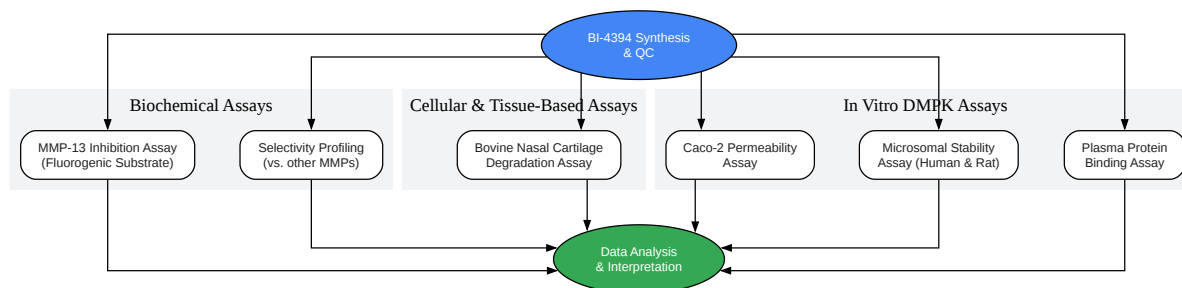 BI-4394 Synthesis
& QC
Biochemical Assays
Cellular & Tissue-Based Assays
In Vitro DMPK Assays
MMP-13 Inhibition Assay
(Fluorogenic Substrate)
Selectivity Profiling
(vs. other MMPs)
Bovine Nasal Cartilage
Degradation Assay
Caco-2 Permeability
Assay
Microsomal Stability
Assay (Human & Rat)
Plasma Protein
Binding Assay
Data Analysis
& Interpretation